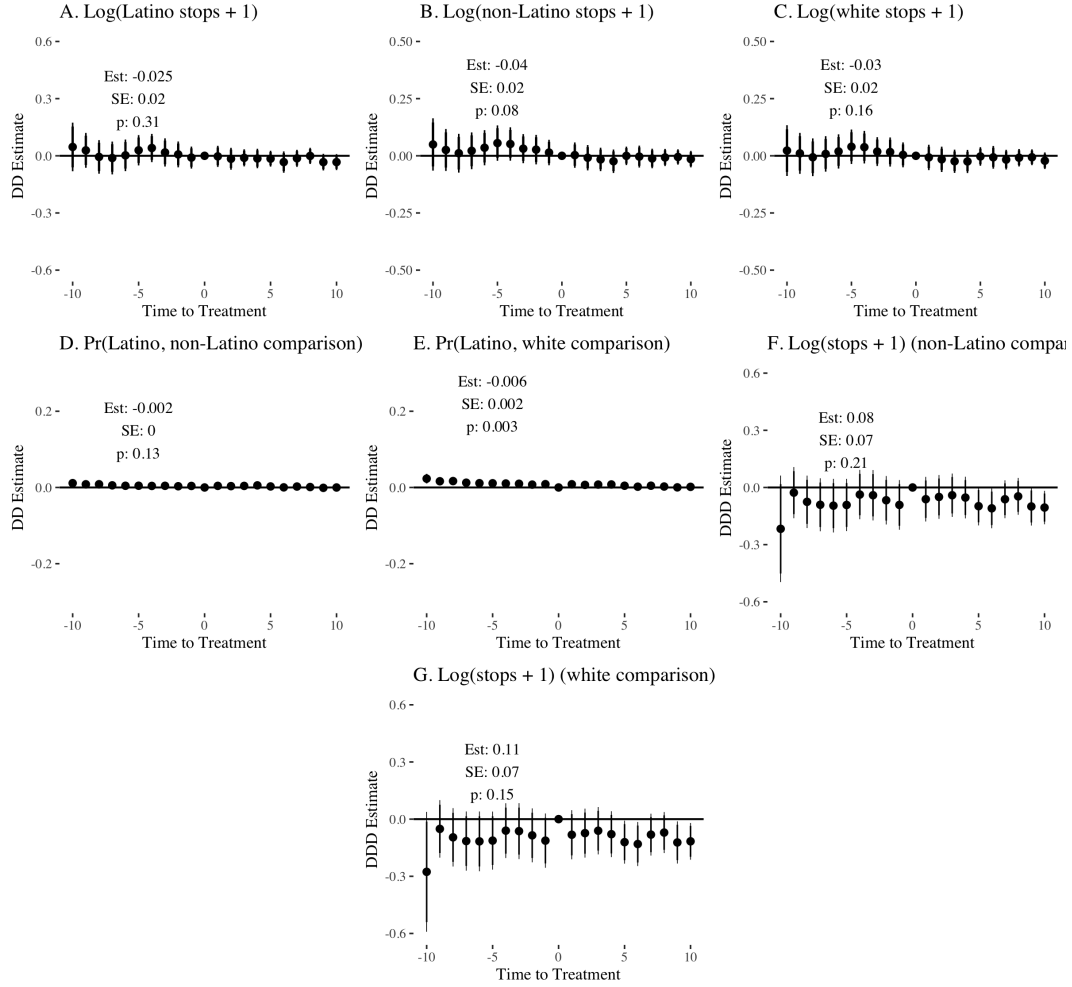 A. Log(Latino stops + 1)
0.6
0.3
0.0
-0.3
-0.6
DD Estimate
Est: -0.025
SE: 0.02
p: 0.31
-10
-5
0
5
10
Time to Treatment
B. Log(non-Latino stops + 1)
0.50
0.25
0.00
-0.25
-0.50
DD Estimate
Est: -0.04
SE: 0.02
p: 0.08
-10
-5
0
5
10
Time to Treatment
C. Log(white stops + 1)
0.50
0.25
0.00
-0.25
-0.50
DD Estimate
Est: -0.03
SE: 0.02
p: 0.16
-10
-5
0
5
10
Time to Treatment
D. Pr(Latino, non-Latino comparison)
0.2
0.0
-0.2
DD Estimate
Est: -0.002
SE: 0
p: 0.13
-10
-5
0
5
10
Time to Treatment
E. Pr(Latino, white comparison)
0.2
0.0
-0.2
DD Estimate
Est: -0.006
SE: 0.002
p: 0.003
-10
-5
0
5
10
Time to Treatment
F. Log(stops + 1) (non-Latino compar
0.6
0.3
0.0
-0.3
-0.6
DDD Estimate
Est: 0.08
SE: 0.07
p: 0.21
-10
-5
0
5
10
Time to Treatment
G. Log(stops + 1) (white comparison)
0.6
0.3
0.0
-0.3
-0.6
DDD Estimate
Est: 0.11
SE: 0.07
p: 0.15
-10
-5
0
5
10
Time to Treatment